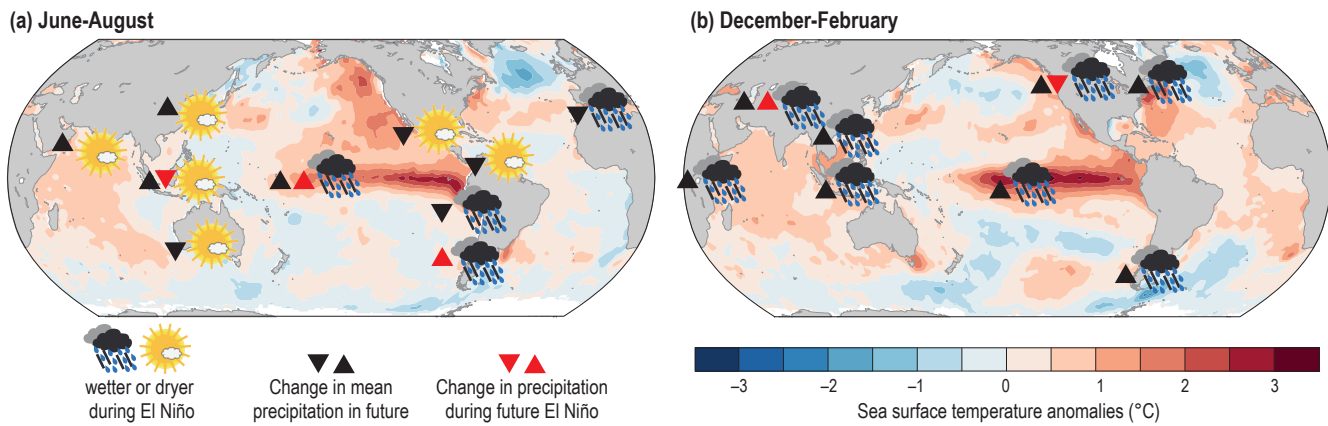 (a) June-August
(b) December-February
wetter or dryer
during El Niño
Change in mean
precipitation in future
Change in precipitation
during future El Niño
–3 –2 –1 0 1 2 3
Sea surface temperature anomalies (°C)